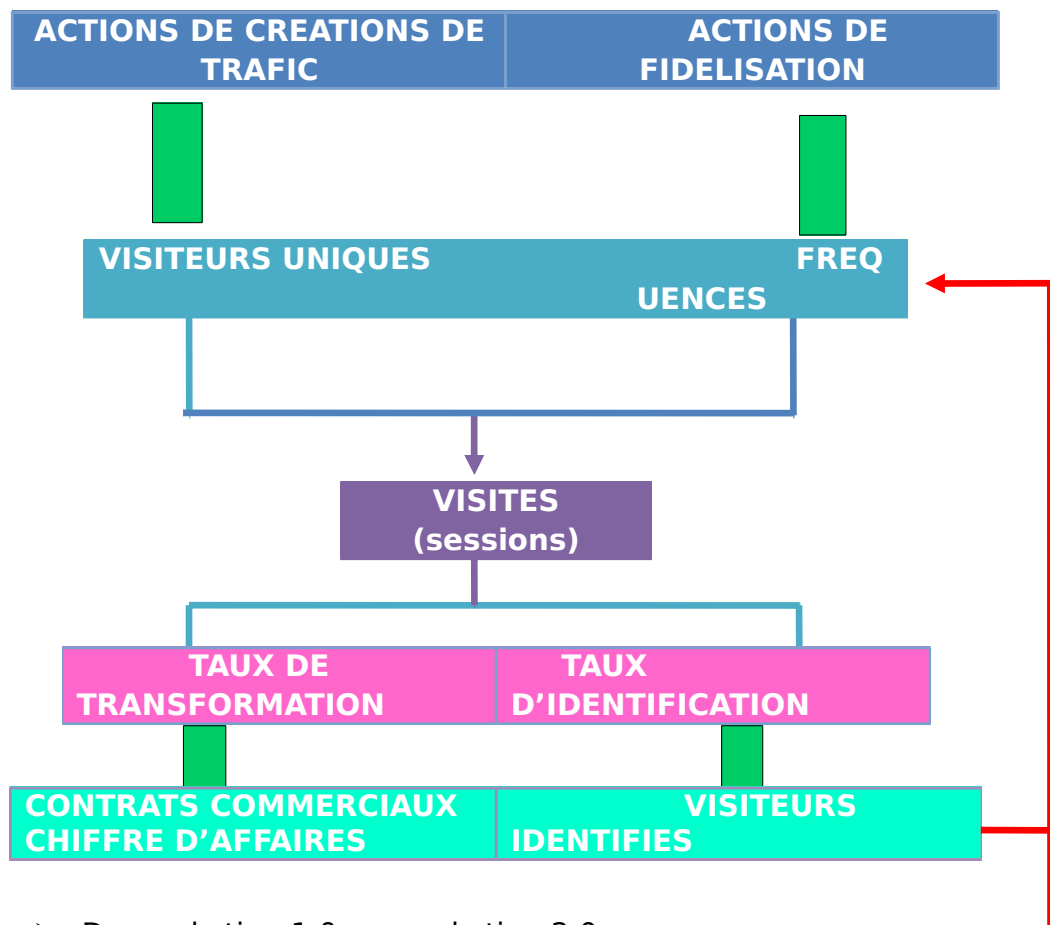 ACTIONS DE CREATIONS DE
TRAFIC
ACTIONS DE
FIDELISATION
VISITEURS UNIQUES FREQ
UENCES
VISITES
(sessions)
TAUX DE
TRANSFORMATION
TAUX
D’IDENTIFICATION
CONTRATS COMMERCIAUX
CHIFFRE D’AFFAIRES
VISITEURS
IDENTIFIES